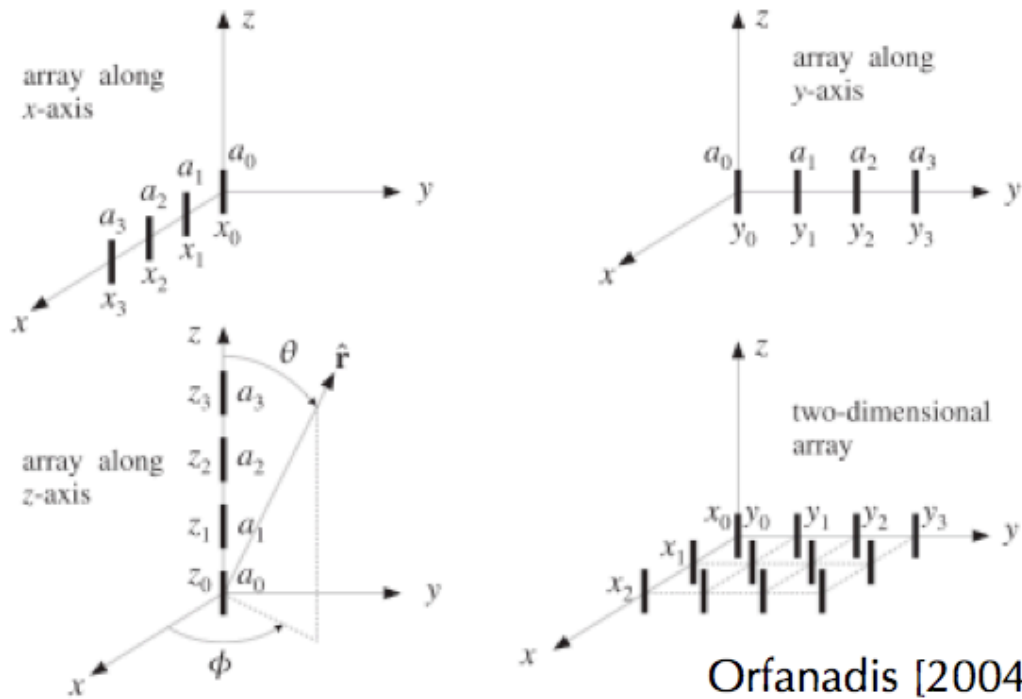 z
array along
x-axis
a₀
a₁
a₂
a₃
y
x₀
x₁
x₂
x₃
x
z
array along
y-axis
a₀ a₁ a₂ a₃
y
y₀ y₁ y₂ y₃
x
z
θ
r̂
z₃ a₃
array along
z-axis
z₂ a₂
z₁ a₁
z₀ a₀
y
ϕ
x
z
two-dimensional
array
x₀ y₀ y₁ y₂ y₃
y
x₁
x₂
x
Orfanadis [2004